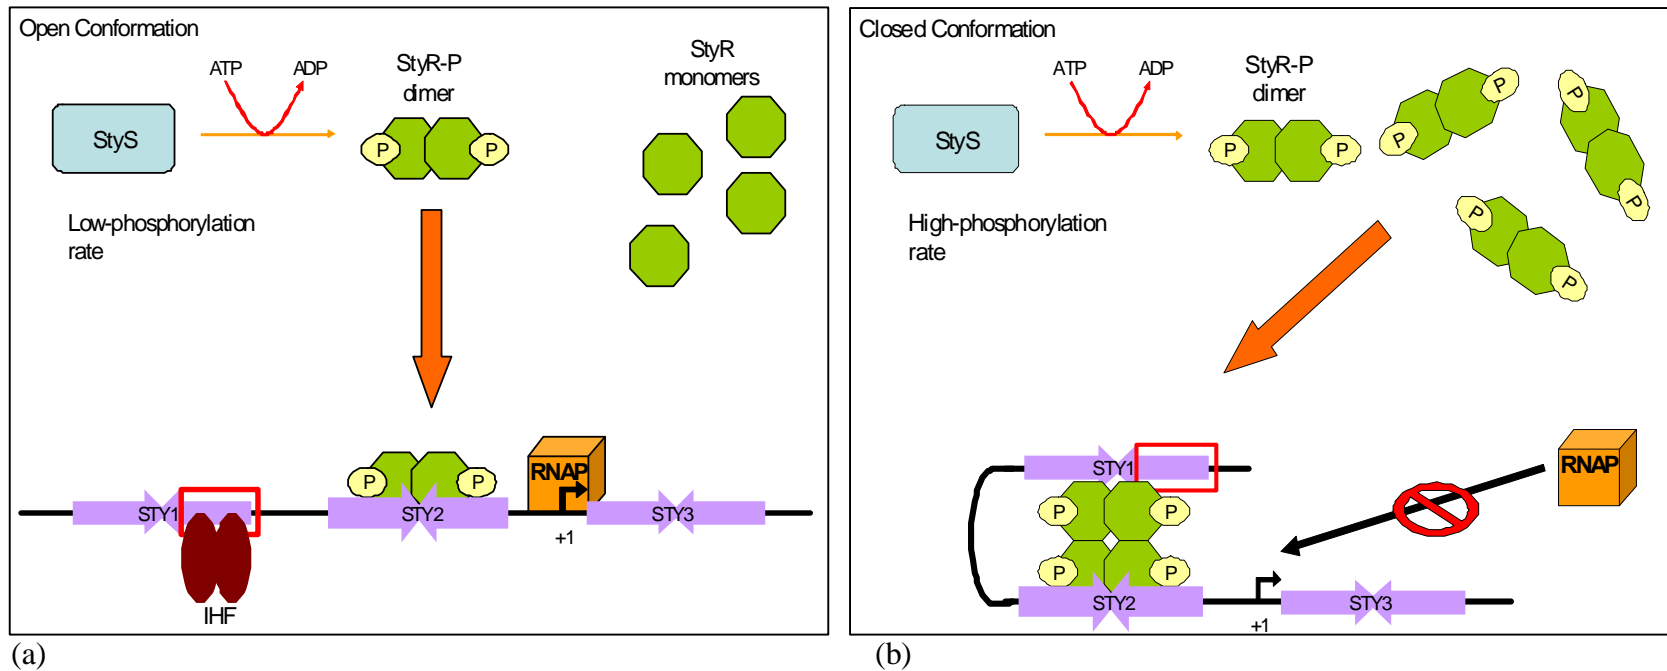 Open Conformation
ATP
ADP
StyR-P
dimer
StyR
monomers
StyS
P
P
Low-phosphorylation
rate
P
P
RNAP
STY1
STY2
STY3
+1
IHF
(a)
Closed Conformation
ATP
ADP
StyR-P
dimer
P
P
P
P
StyS
P
P
P
P
High-phosphorylation
rate
STY1
RNAP
P
P
P
P
STY2
STY3
+1
(b)